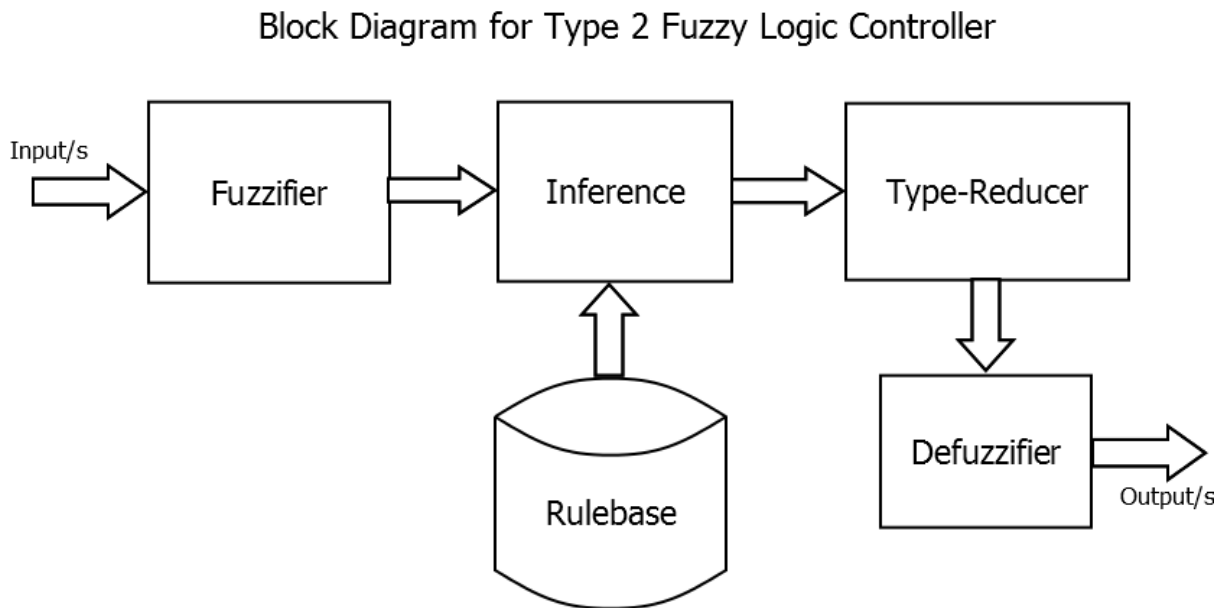 Block Diagram for Type 2 Fuzzy Logic Controller
Input/s
Fuzzifier
Inference
Type-Reducer
Rulebase
Defuzzifier
Output/s